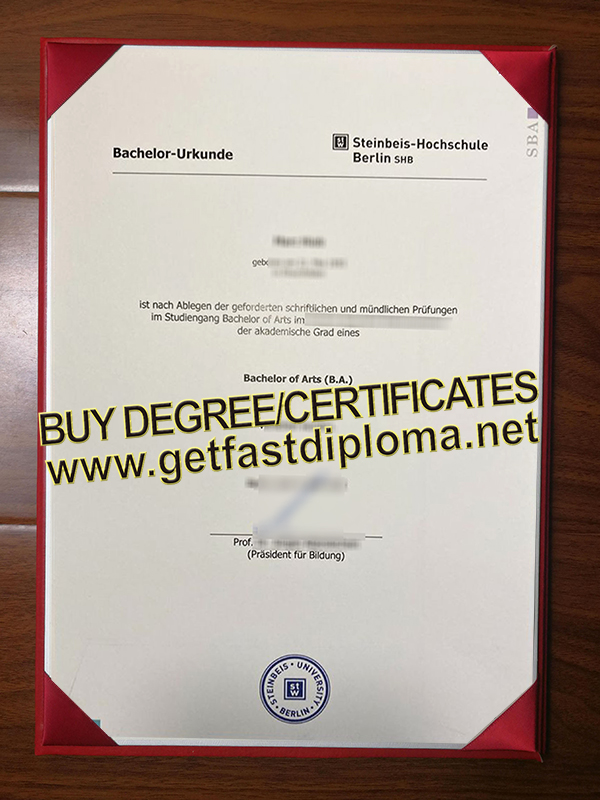 Bachelor-Urkunde
Steinbeis-Hochschule
Berlin SHB
SBA
ist nach Ablegen der geforderten schriftlichen und mündlichen Prüfungen
im Studiengang Bachelor of Arts im
der akademische Grad eines
Bachelor of Arts (B.A.)
BUY DEGREE/CERTIFICATES
www.getfastdiploma.net
Prof.
(Präsident für Bildung)
STEINBEIS · UNIVERSITY · BERLIN ·